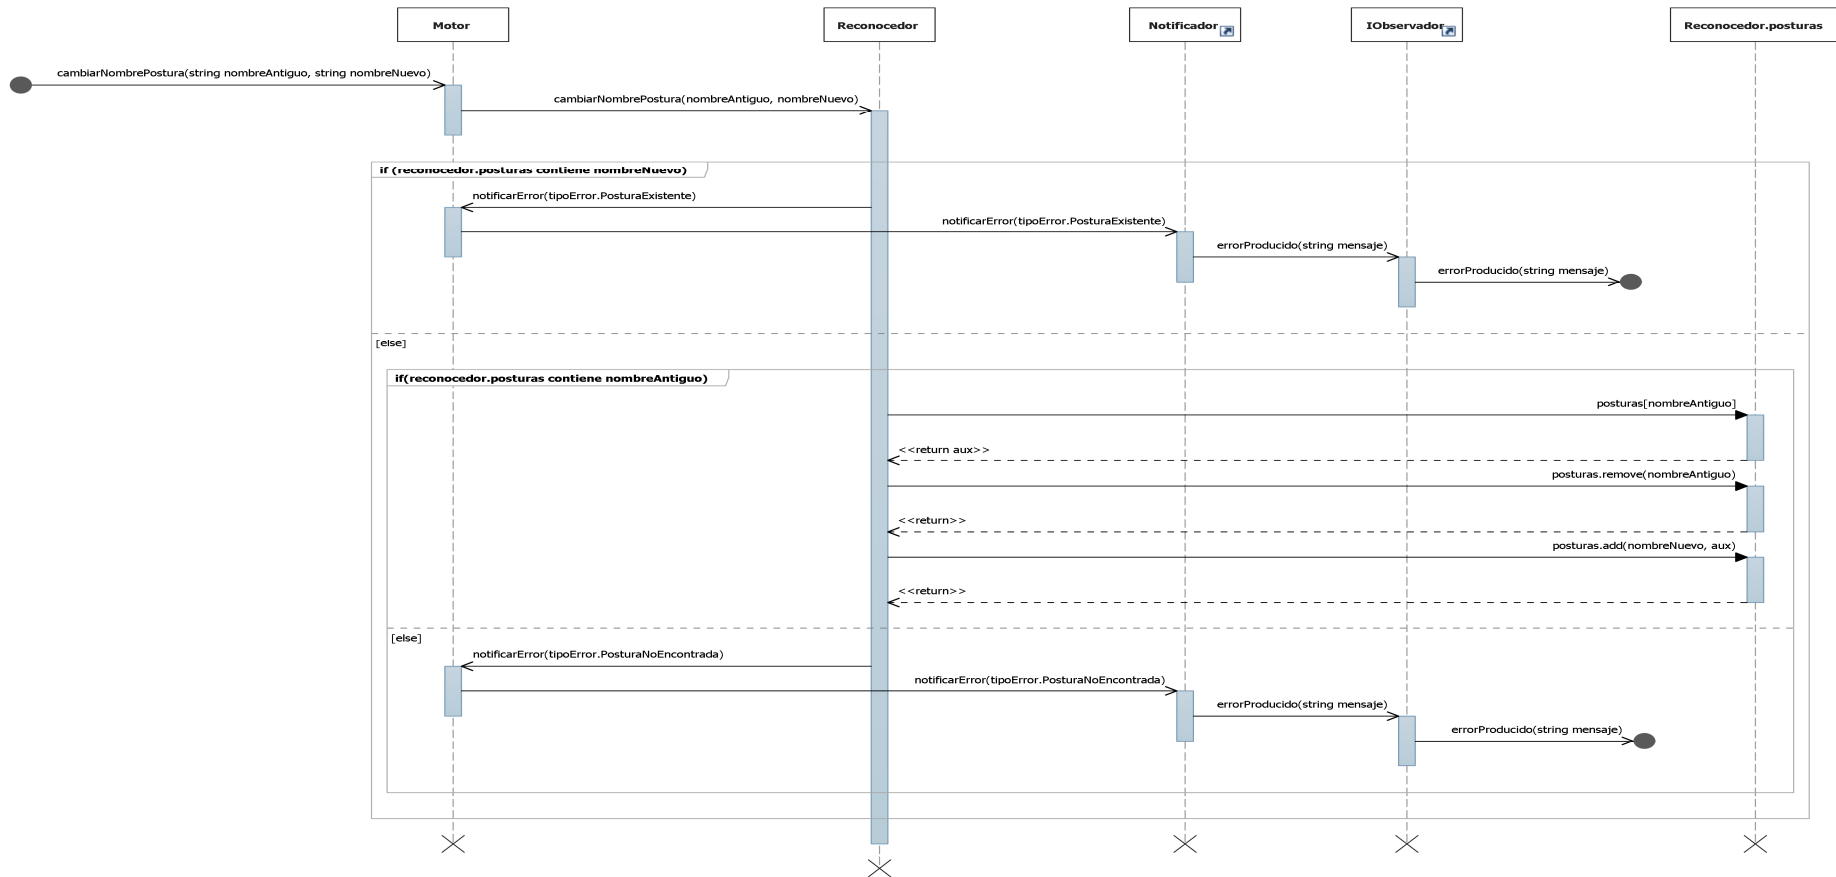 Motor
Reconocedor
Notificador
IObservador
Reconocedor.posturas
cambiarNombrePostura(string nombreAntiguo, string nombreNuevo)
cambiarNombrePostura(nombreAntiguo, nombreNuevo)
if (reconocedor.posturas contiene nombreNuevo)
notificarError(tipoError.PosturaExistente)
notificarError(tipoError.PosturaExistente)
errorProducido(string mensaje)
errorProducido(string mensaje)
[else]
if(reconocedor.posturas contiene nombreAntiguo)
posturas[nombreAntiguo]
<<return aux>>
posturas.remove(nombreAntiguo)
<<return>>
posturas.add(nombreNuevo, aux)
<<return>>
[else]
notificarError(tipoError.PosturaNoEncontrada)
notificarError(tipoError.PosturaNoEncontrada)
errorProducido(string mensaje)
errorProducido(string mensaje)